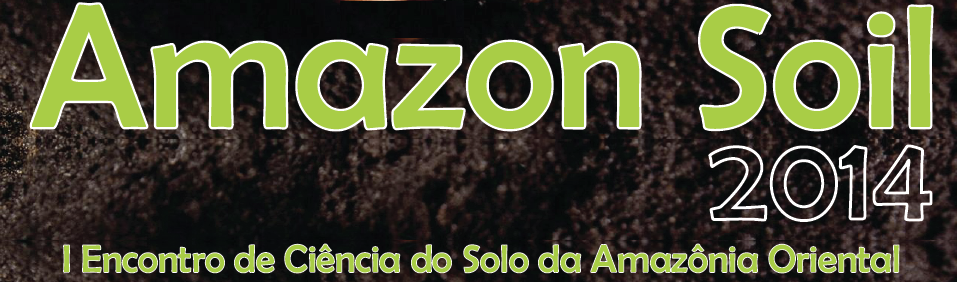 Amazon Soil
2014
I Encontro de Ciência do Solo da Amazônia Oriental